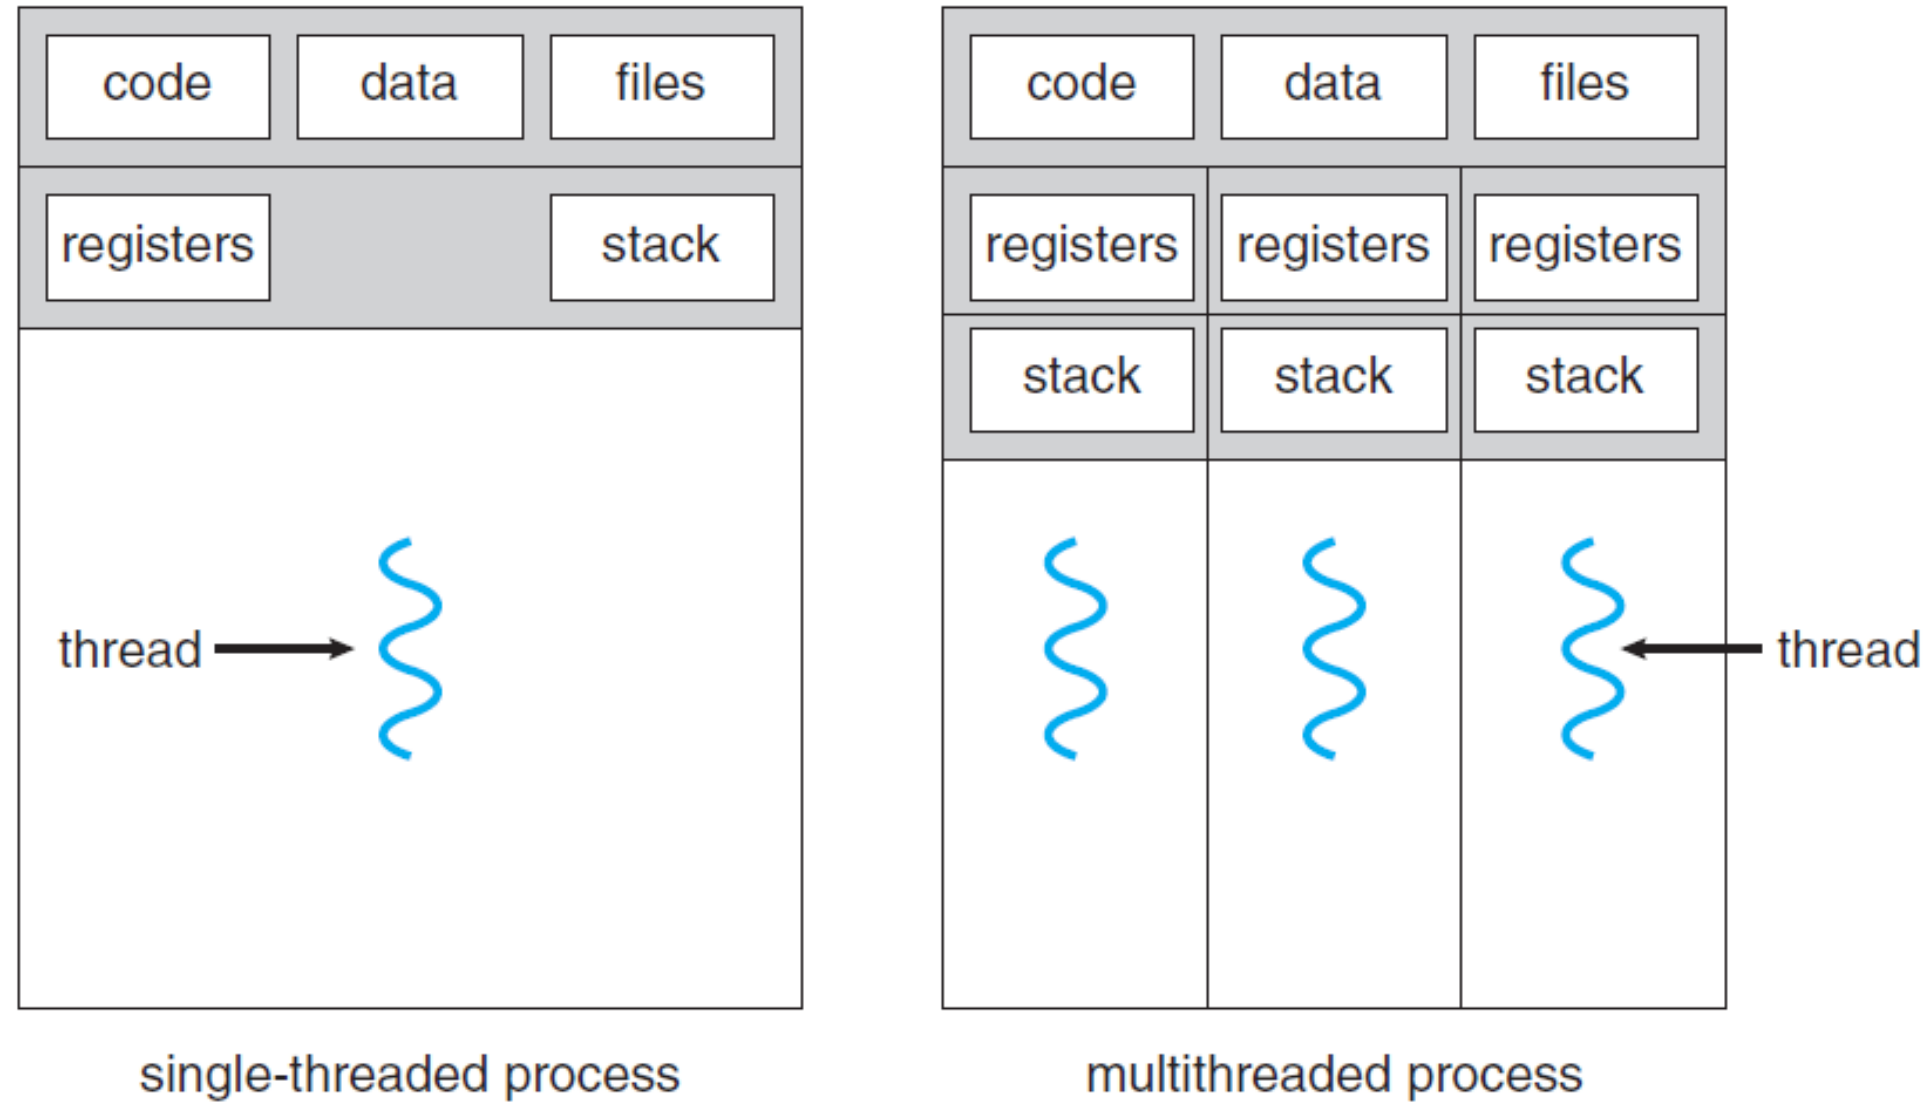 code data files
registers stack
thread
single-threaded process
code data files
registers registers registers
stack stack stack
thread
multithreaded process